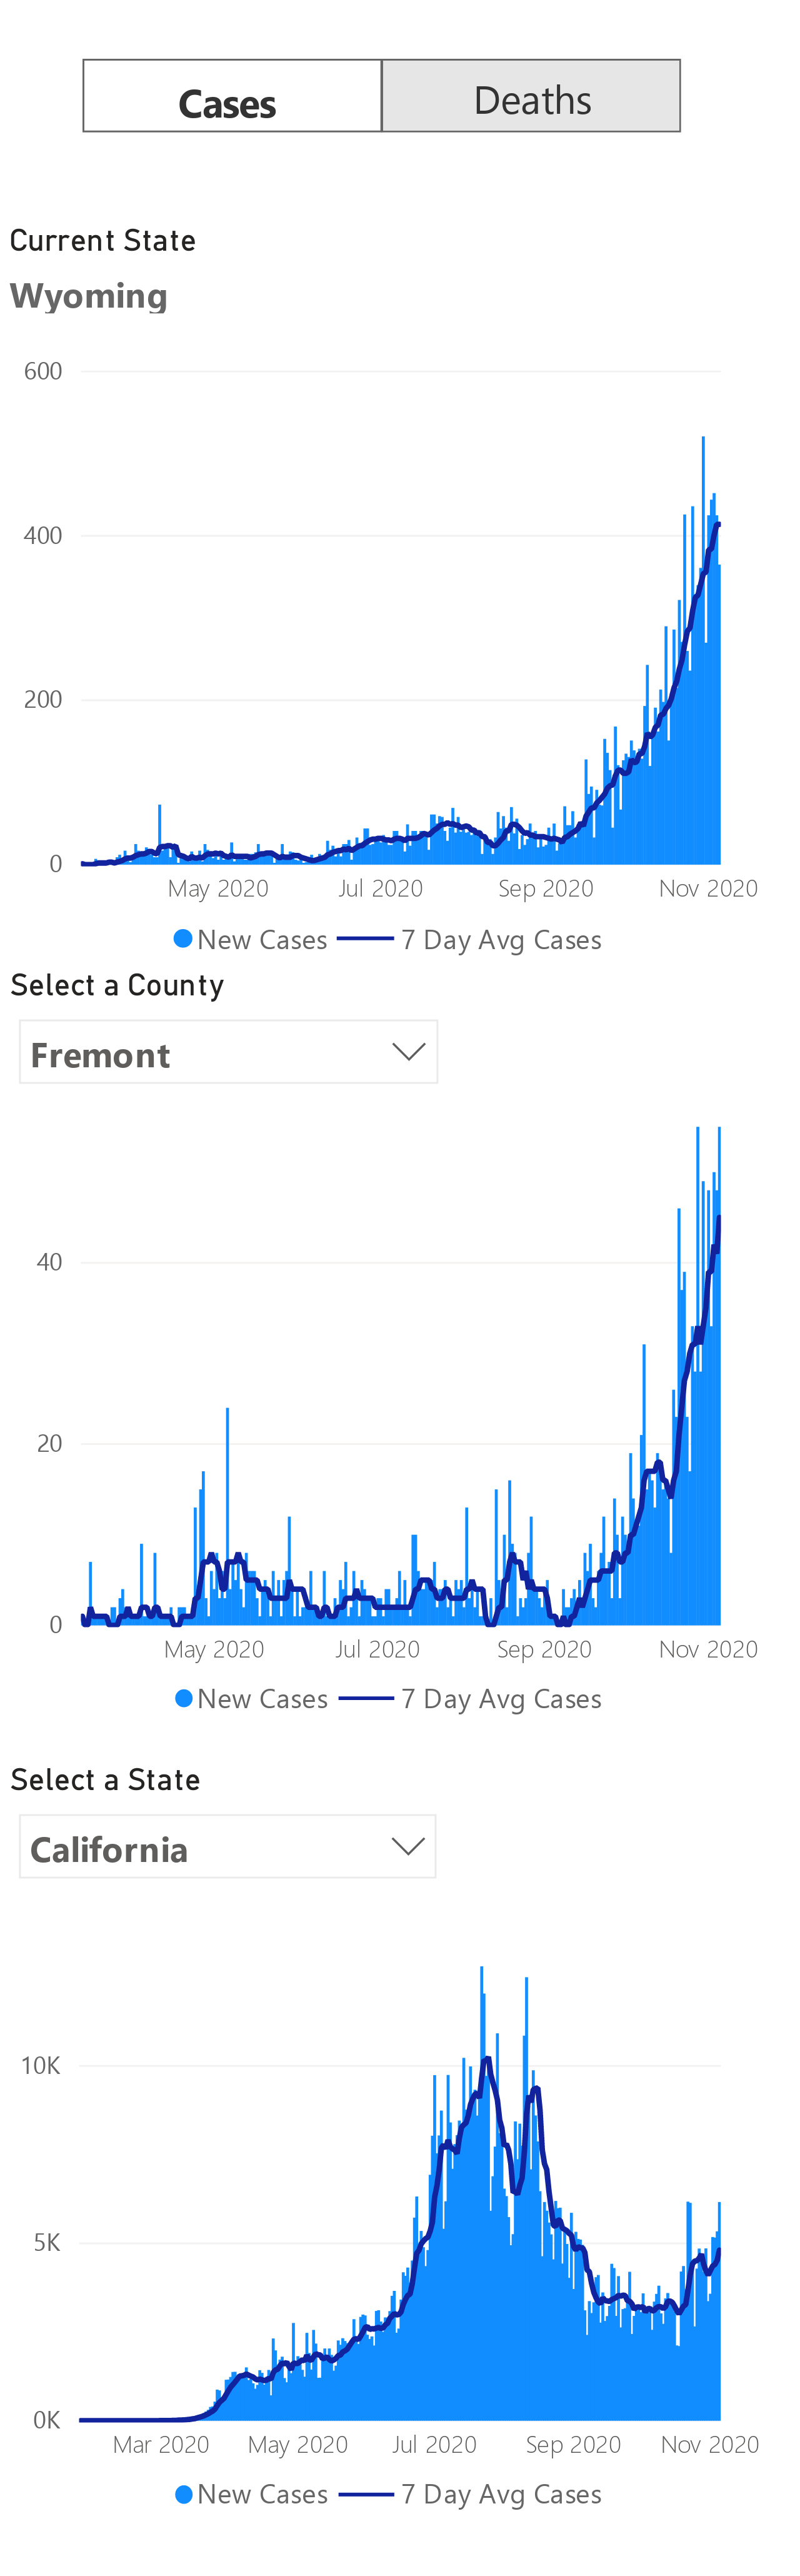 Cases Deaths
Current State
Wyoming
600
400
200
0
May 2020 Jul 2020 Sep 2020 Nov 2020
New Cases 7 Day Avg Cases
Select a County
Fremont
40
20
0
May 2020 Jul 2020 Sep 2020 Nov 2020
New Cases 7 Day Avg Cases
Select a State
California
10K
5K
0K
Mar 2020 May 2020 Jul 2020 Sep 2020 Nov 2020
New Cases 7 Day Avg Cases